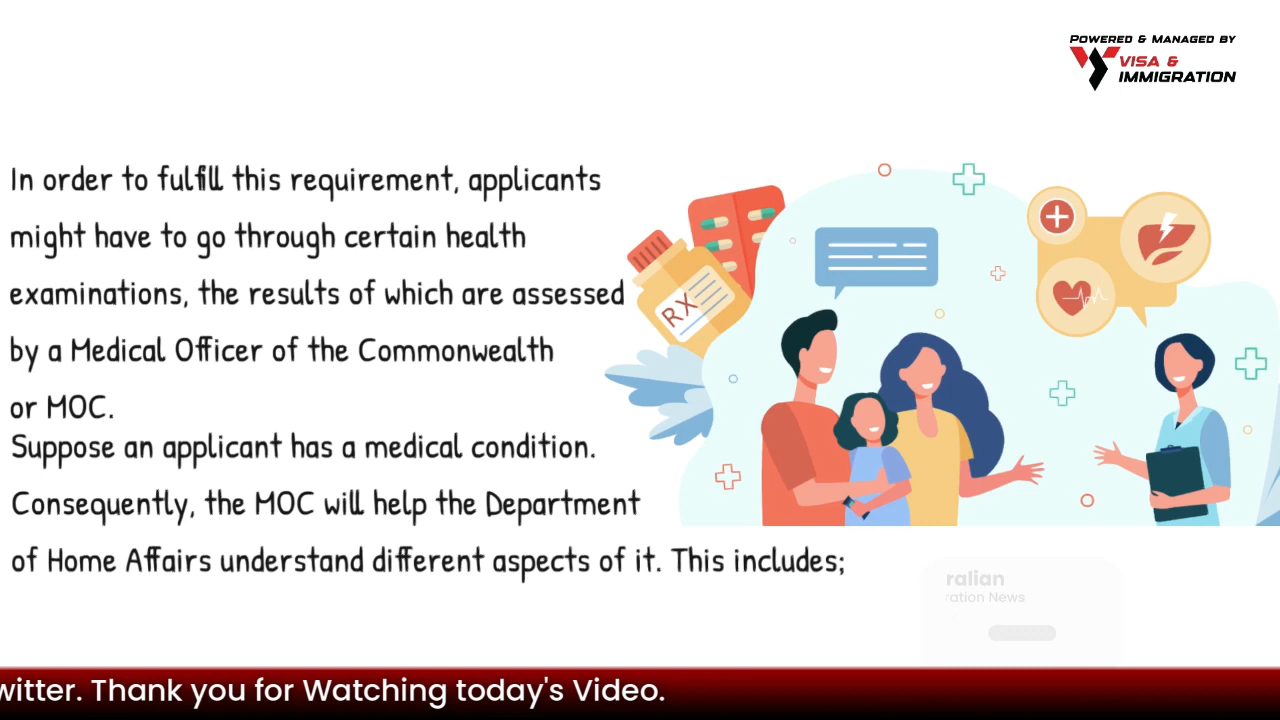 POWERED & MANAGED BY
VISA &
IMMIGRATION
In order to fulfill this requirement, applicants
might have to go through certain health
examinations, the results of which are assessed
by a Medical Officer of the Commonwealth
or MOC.
Suppose an applicant has a medical condition.
Consequently, the MOC will help the Department
of Home Affairs understand different aspects of it. This includes;
RX
ralian
ration News
witter. Thank you for Watching today's Video.